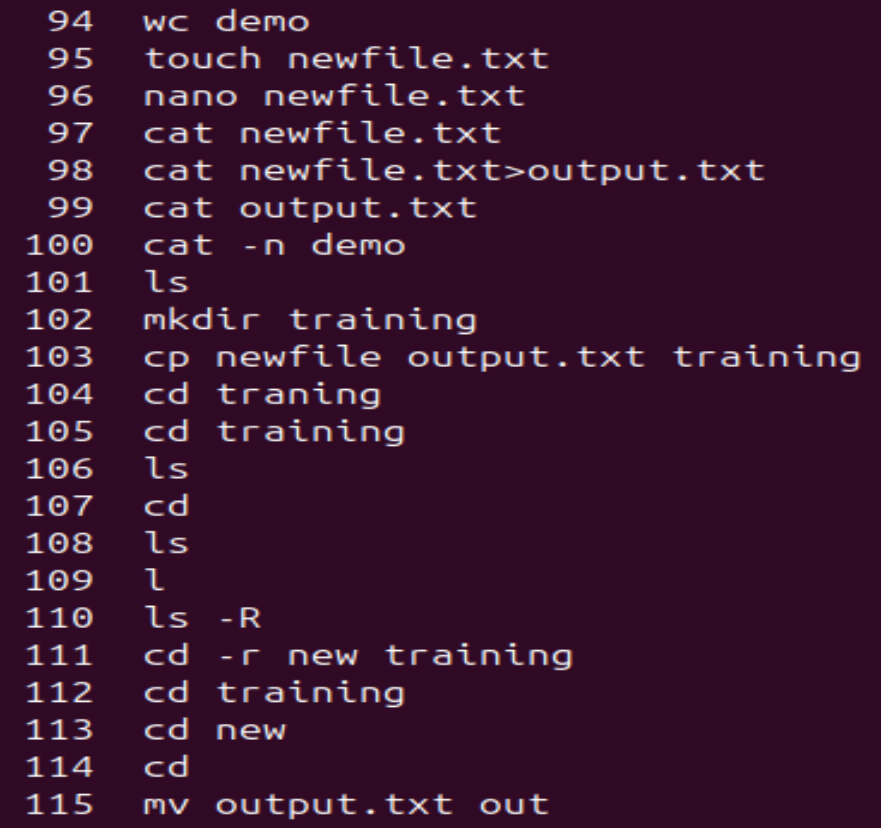 94 wc demo
95 touch newfile.txt
96 nano newfile.txt
97 cat newfile.txt
98 cat newfile.txt>output.txt
99 cat output.txt
100 cat -n demo
101 ls
102 mkdir training
103 cp newfile output.txt training
104 cd traning
105 cd training
106 ls
107 cd
108 ls
109 l
110 ls -R
111 cd -r new training
112 cd training
113 cd new
114 cd
115 mv output.txt out